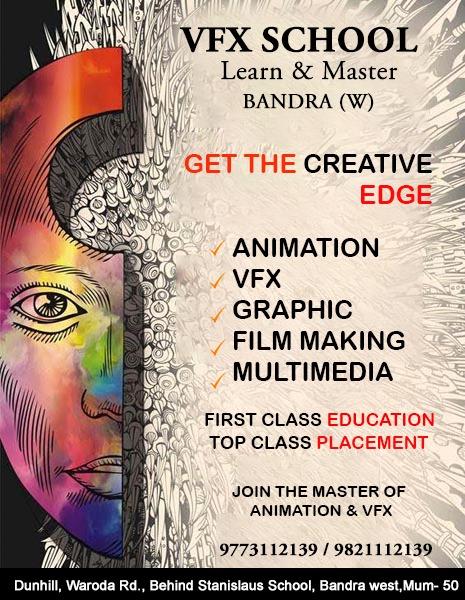 VFX SCHOOL
Learn & Master
BANDRA (W)
GET THE CREATIVE
EDGE
ANIMATION
VFX
GRAPHIC
FILM MAKING
MULTIMEDIA
FIRST CLASS EDUCATION
TOP CLASS PLACEMENT
JOIN THE MASTER OF
ANIMATION & VFX
9773112139 / 9821112139
Dunhill, Waroda Rd., Behind Stanislaus School, Bandra west,Mum- 50